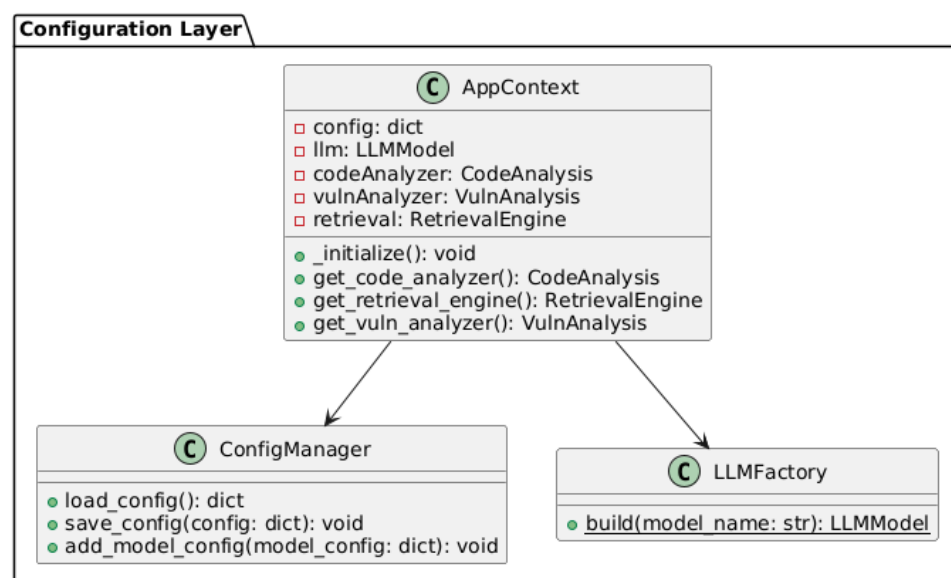 Configuration Layer
C AppContext
config: dict
llm: LLMModel
codeAnalyzer: CodeAnalysis
vulnAnalyzer: VulnAnalysis
retrieval: RetrievalEngine
_initialize(): void
get_code_analyzer(): CodeAnalysis
get_retrieval_engine(): RetrievalEngine
get_vuln_analyzer(): VulnAnalysis
C ConfigManager
load_config(): dict
save_config(config: dict): void
add_model_config(model_config: dict): void
C LLMFactory
build(model_name: str): LLMModel